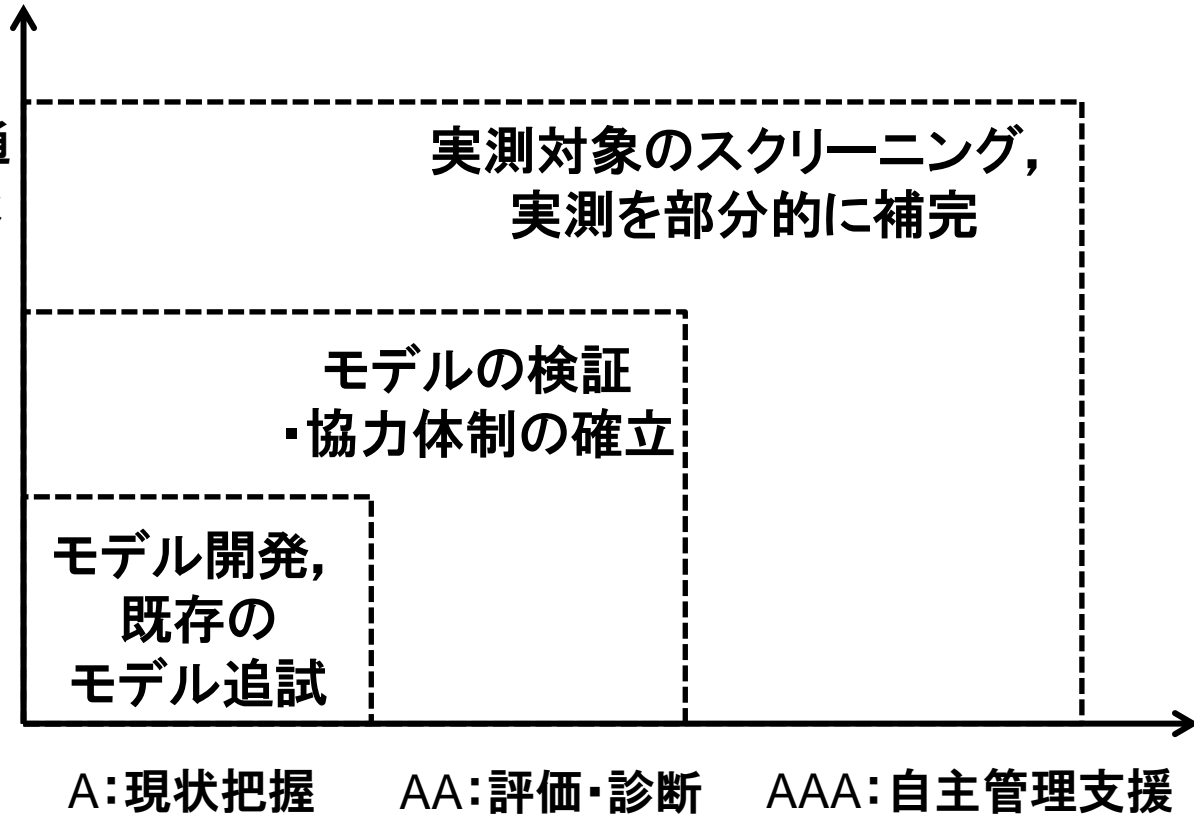 通
実測対象のスクリーニング，
実測を部分的に補完
モデルの検証
・協力体制の確立
モデル開発，
既存の
モデル追試
A：現状把握
AA：評価・診断
AAA：自主管理支援